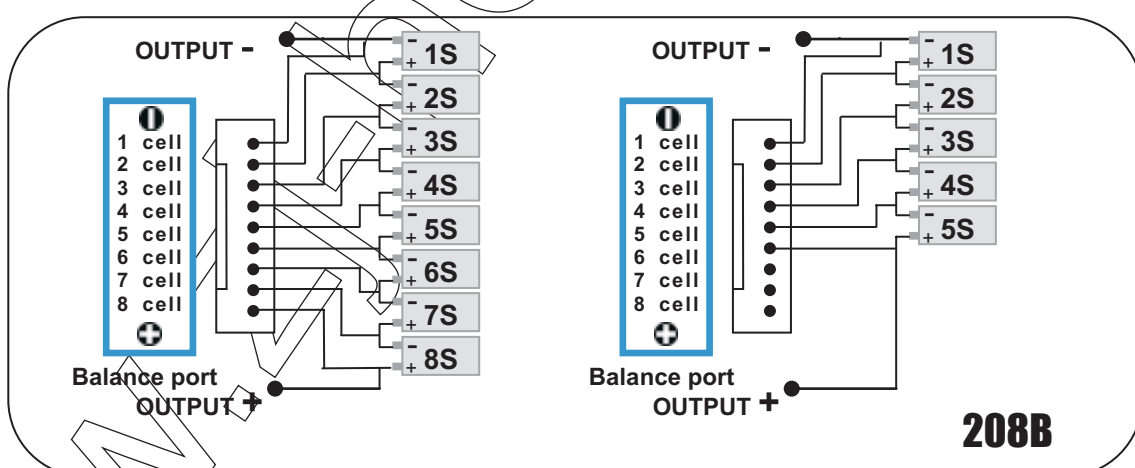 OUTPUT -
1S
2S
3S
4S
5S
6S
7S
8S
1 cell
2 cell
3 cell
4 cell
5 cell
6 cell
7 cell
8 cell
Balance port
OUTPUT +
OUTPUT -
1S
2S
3S
4S
5S
1 cell
2 cell
3 cell
4 cell
5 cell
6 cell
7 cell
8 cell
Balance port
OUTPUT +
208B